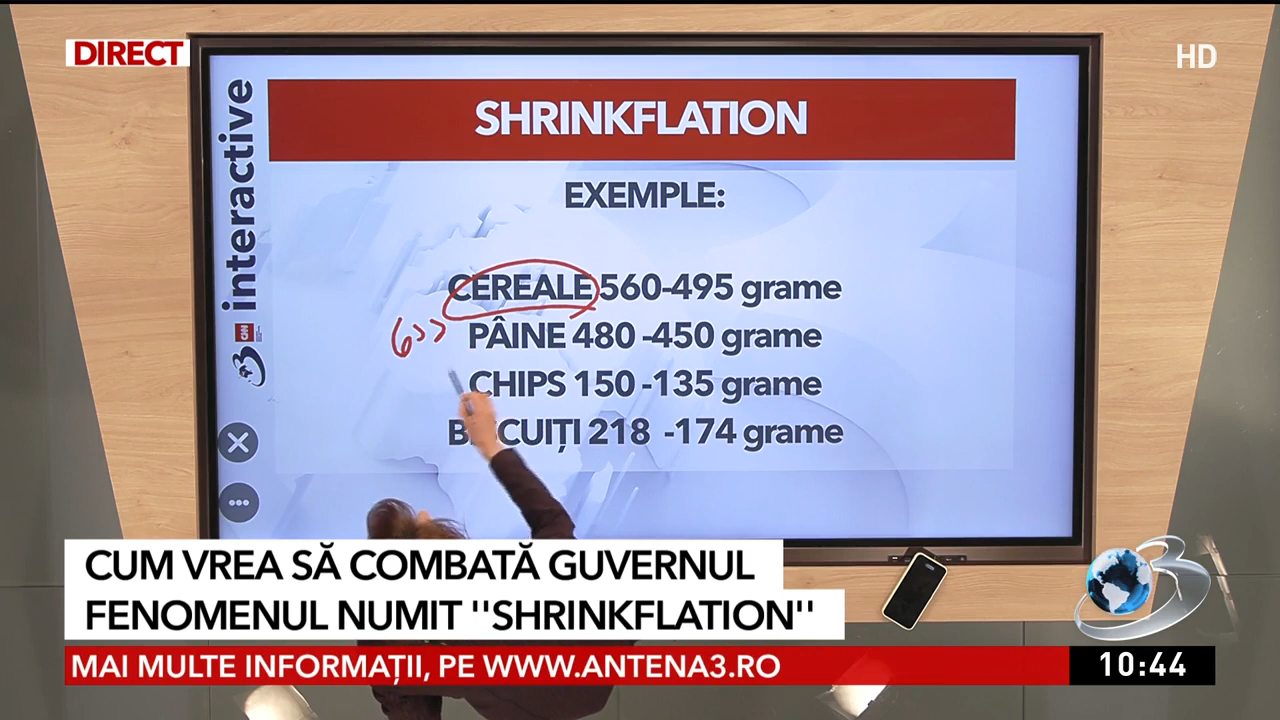 DIRECT
HD
interactive
CNN
SHRINKFLATION
EXEMPLE:
CEREALE 560-495 grame
PÂINE 480 -450 grame
CHIPS 150 -135 grame
CUIȚI 218 -174 grame
CUM VREA SĂ COMBATĂ GUVERNUL
FENOMENUL NUMIT "SHRINKFLATION"
MAI MULTE INFORMAȚII, PE WWW.ANTENA3.RO
10:44
3